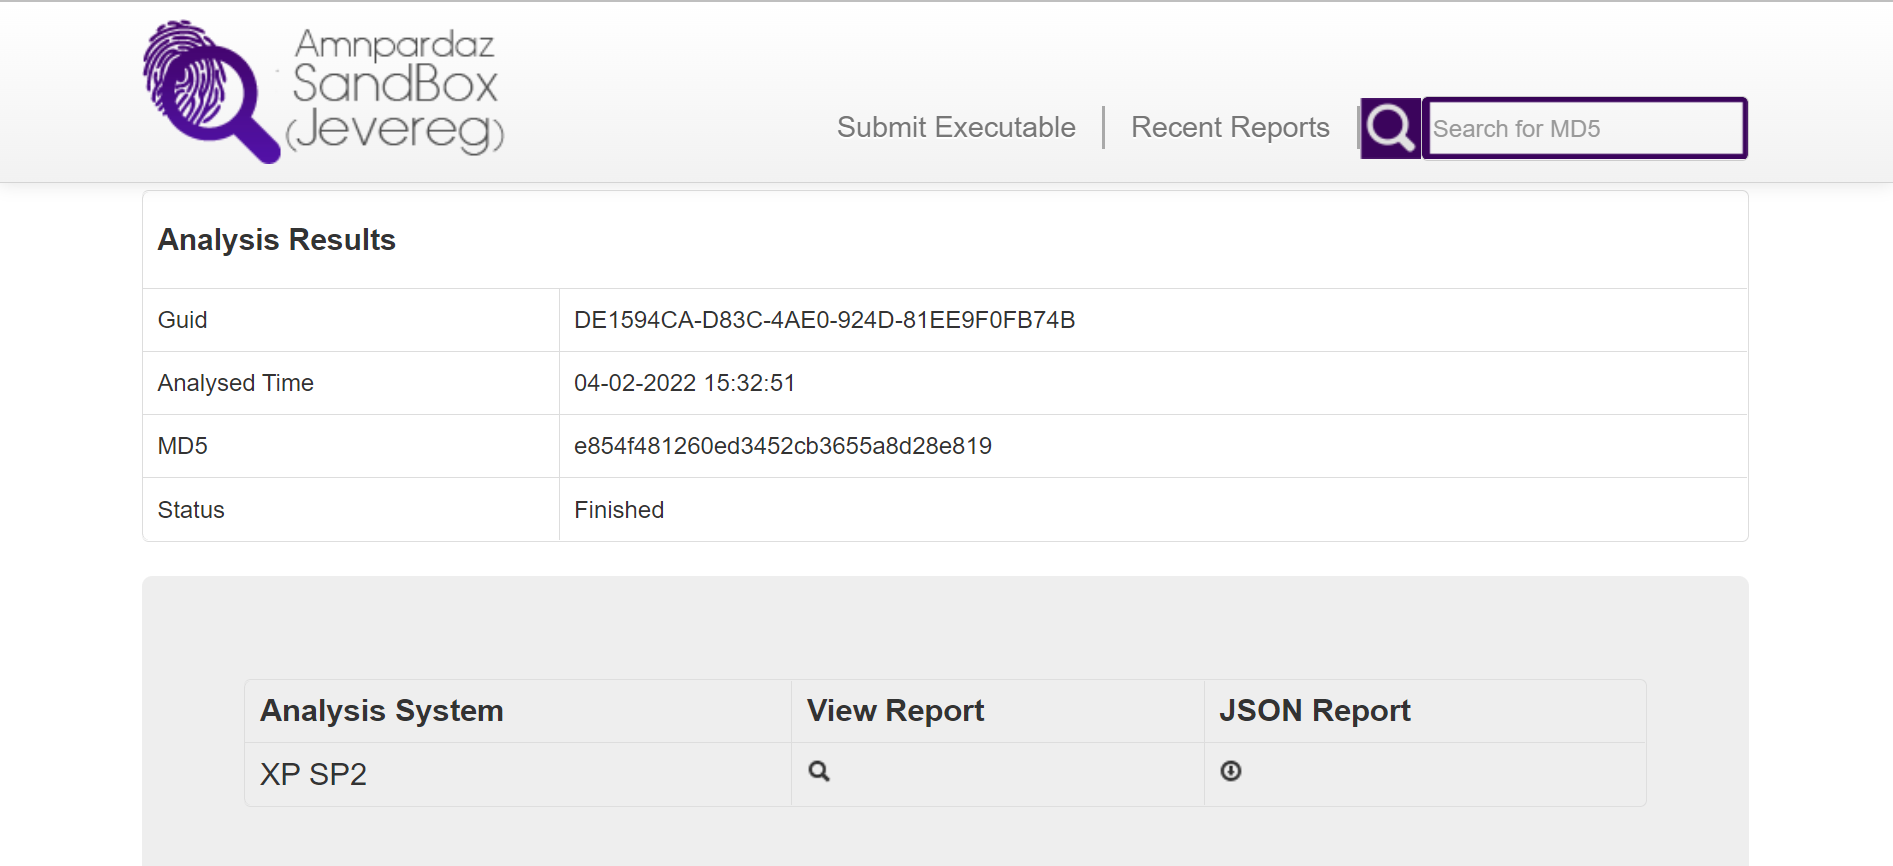 Amnpardaz
SandBox
(Jevereg)
Submit Executable
Recent Reports
Search for MD5
Analysis Results
Guid DE1594CA-D83C-4AE0-924D-81EE9F0FB74B
Analysed Time 04-02-2022 15:32:51
MD5 e854f481260ed3452cb3655a8d28e819
Status Finished
Analysis System View Report JSON Report
XP SP2